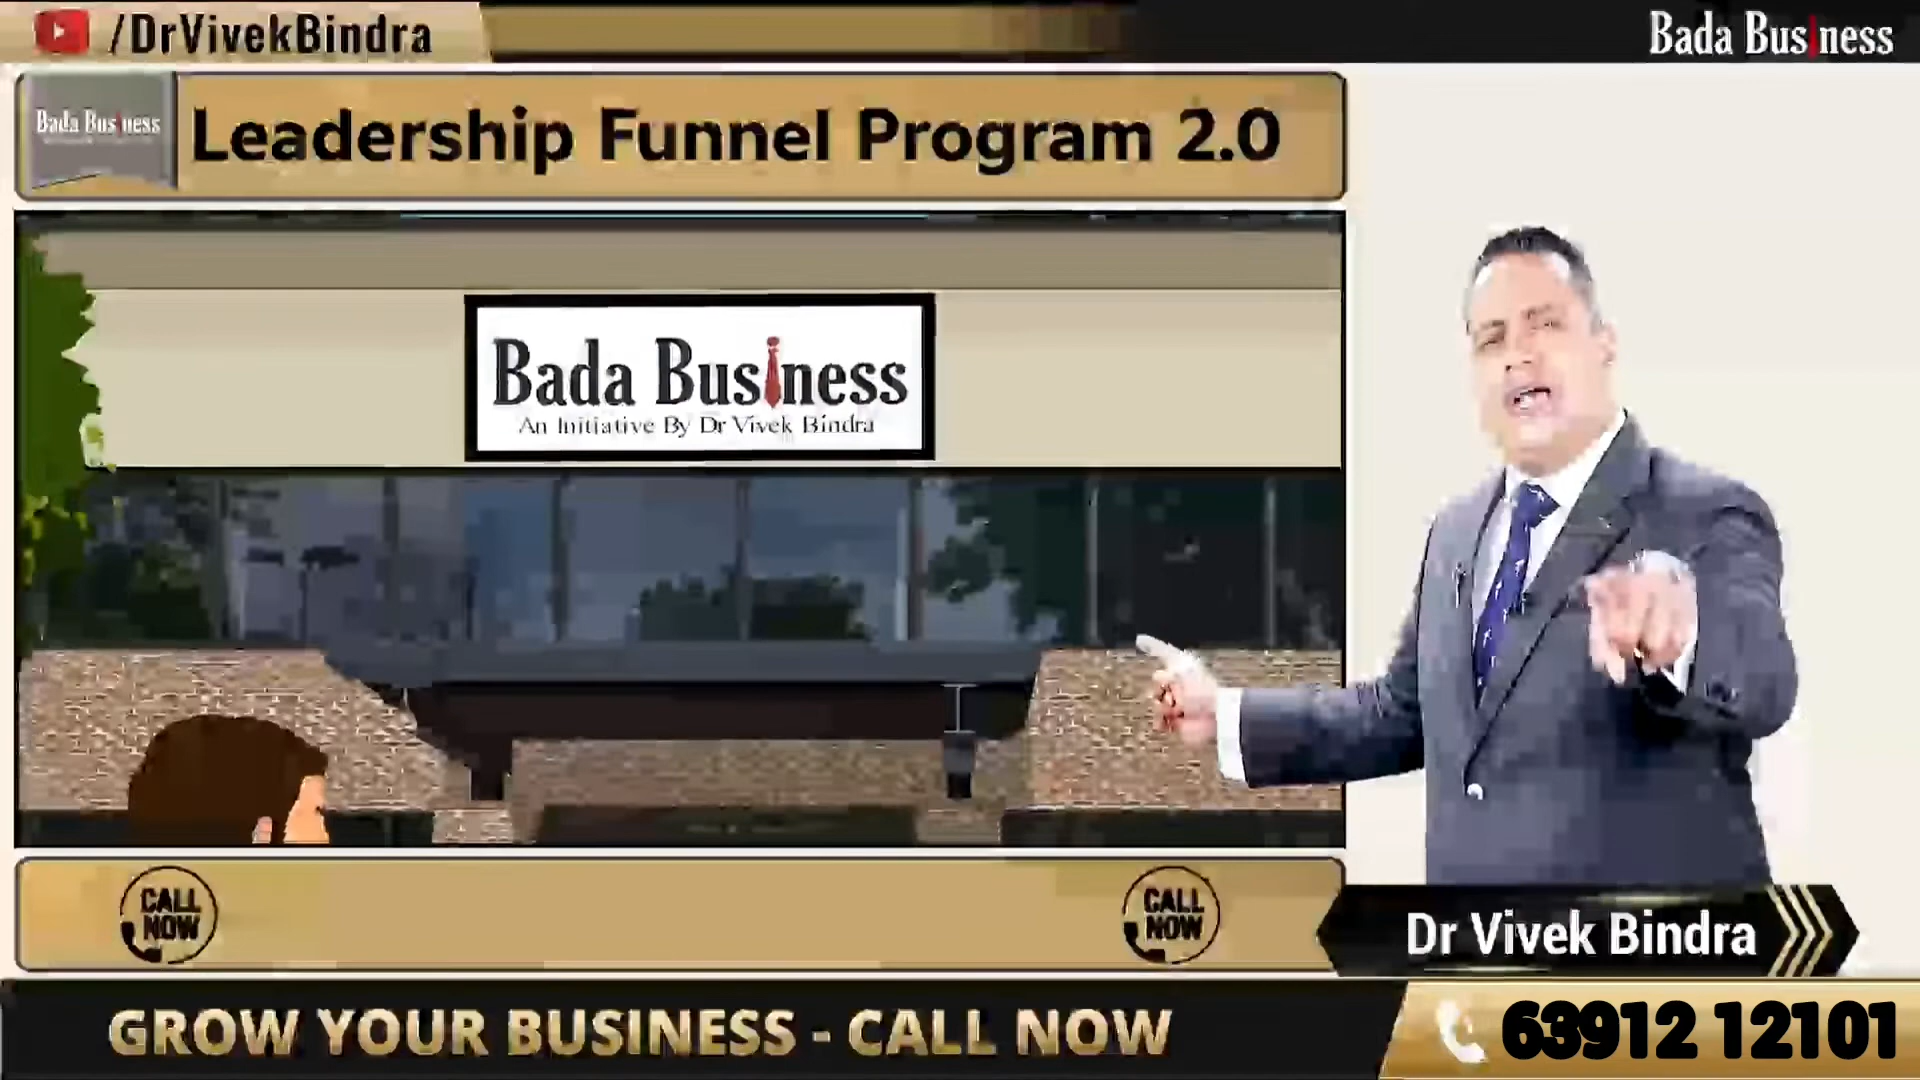 /DrVivekBindra
Bada Business
Bada Business
Leadership Funnel Program 2.0
Bada Business
An Initiative By Dr Vivek Bindra
CALL
NOW
CALL
NOW
Dr Vivek Bindra
GROW YOUR BUSINESS - CALL NOW
63912 12101